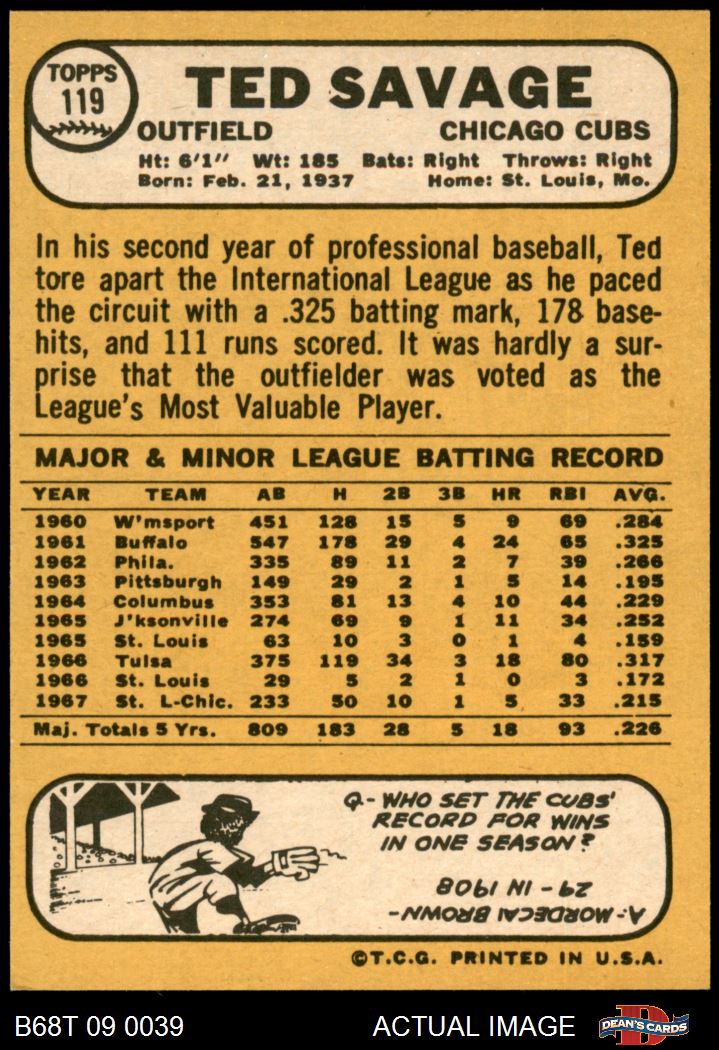 TOPPS
119
TED SAVAGE
OUTFIELD CHICAGO CUBS
Ht: 6'1" Wt: 185 Bats: Right Throws: Right
Born: Feb. 21, 1937 Home: St. Louis, Mo.
In his second year of professional baseball, Ted
tore apart the International League as he paced
the circuit with a .325 batting mark, 178 base-
hits, and 111 runs scored. It was hardly a sur-
prise that the outfielder was voted as the
League's Most Valuable Player.
MAJOR & MINOR LEAGUE BATTING RECORD
YEAR TEAM AB H 2B 3B HR RBI AVG.
1960 W'msport 451 128 15 5 9 69 .284
1961 Buffalo 547 178 29 4 24 65 .325
1962 Phila. 335 89 11 2 7 39 .266
1963 Pittsburgh 149 29 2 1 5 14 .195
1964 Columbus 353 81 13 4 10 44 .229
1965 J'ksonville 274 69 9 1 11 34 .252
1965 St. Louis 63 10 3 0 1 4 .159
1966 Tulsa 375 119 34 3 18 80 .317
1966 St. Louis 29 5 2 1 0 3 .172
1967 St. L-Chic. 233 50 10 1 5 33 .215
Maj. Totals 5 Yrs. 809 183 28 5 18 93 .226
Q- WHO SET THE CUBS'
RECORD FOR WINS
IN ONE SEASON?
A: MORDECAI BROWN -
29 - IN 1908
©T.C.G. PRINTED IN U.S.A.
B68T 09 0039 ACTUAL IMAGE
D
DEAN'S CARDS